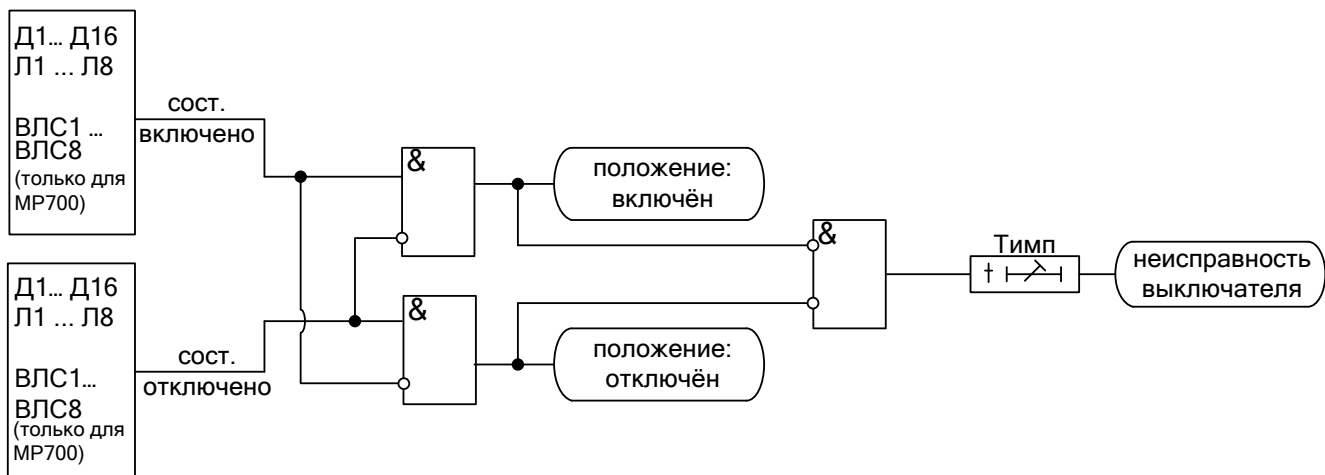 Д1... Д16
Л1 ... Л8
ВЛС1 ...
ВЛС8
(только для
МР700)
сост.
включено
&
положение:
включён
&
Тимп
t
неисправность
выключателя
Д1... Д16
Л1 ... Л8
ВЛС1...
ВЛС8
(только для
МР700)
сост.
отключено
&
положение:
отключён